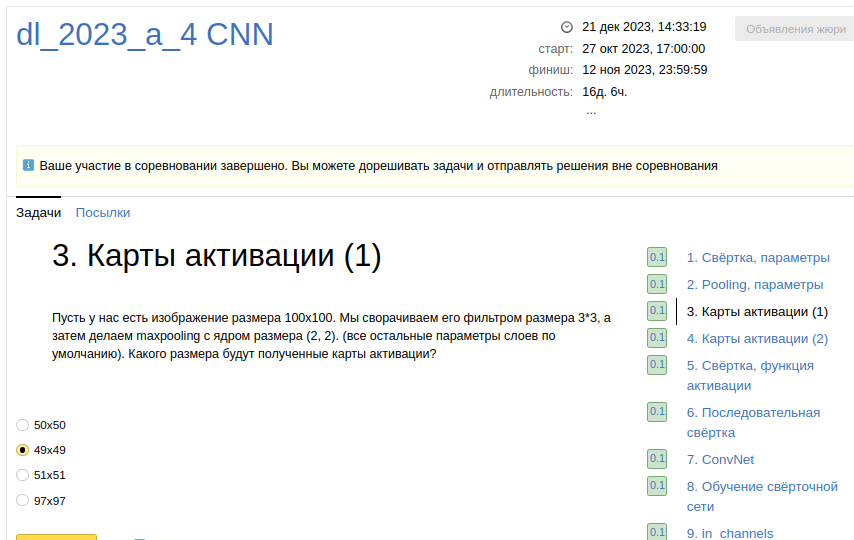 dl_2023_a_4 CNN
21 дек 2023, 14:33:19
старт: 27 окт 2023, 17:00:00
финиш: 12 ноя 2023, 23:59:59
длительность: 16д. 6ч.
...
Объявления жюри
Ваше участие в соревновании завершено. Вы можете дорешивать задачи и отправлять решения вне соревнования
Задачи Посылки
3. Карты активации (1)
Пусть у нас есть изображение размера 100х100. Мы сворачиваем его фильтром размера 3*3, а
затем делаем maxpooling с ядром размера (2, 2). (все остальные параметры слоев по
умолчанию). Какого размера будут полученные карты активации?
50x50
49x49
51x51
97x97
0.1 1. Свёртка, параметры
0.1 2. Pooling, параметры
0.1 3. Карты активации (1)
0.1 4. Карты активации (2)
0.1 5. Свёртка, функция
активации
0.1 6. Последовательная
свёртка
0.1 7. ConvNet
0.1 8. Обучение свёрточной
сети
0.1 9. in_channels